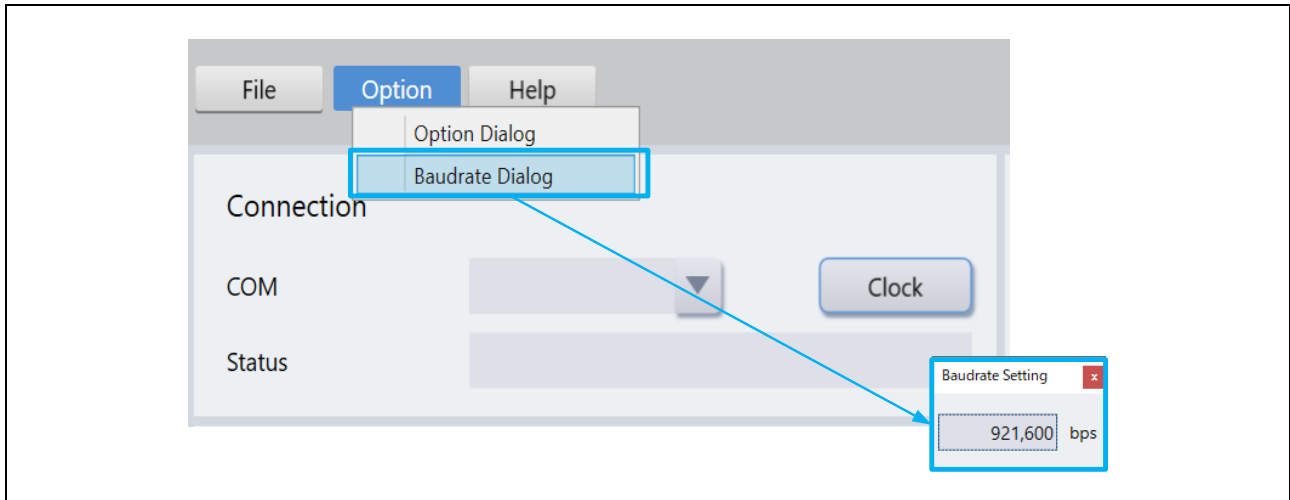 File Option Help
Option Dialog
Baudrate Dialog
Connection
COM Clock
Status
Baudrate Setting x
921,600 bps